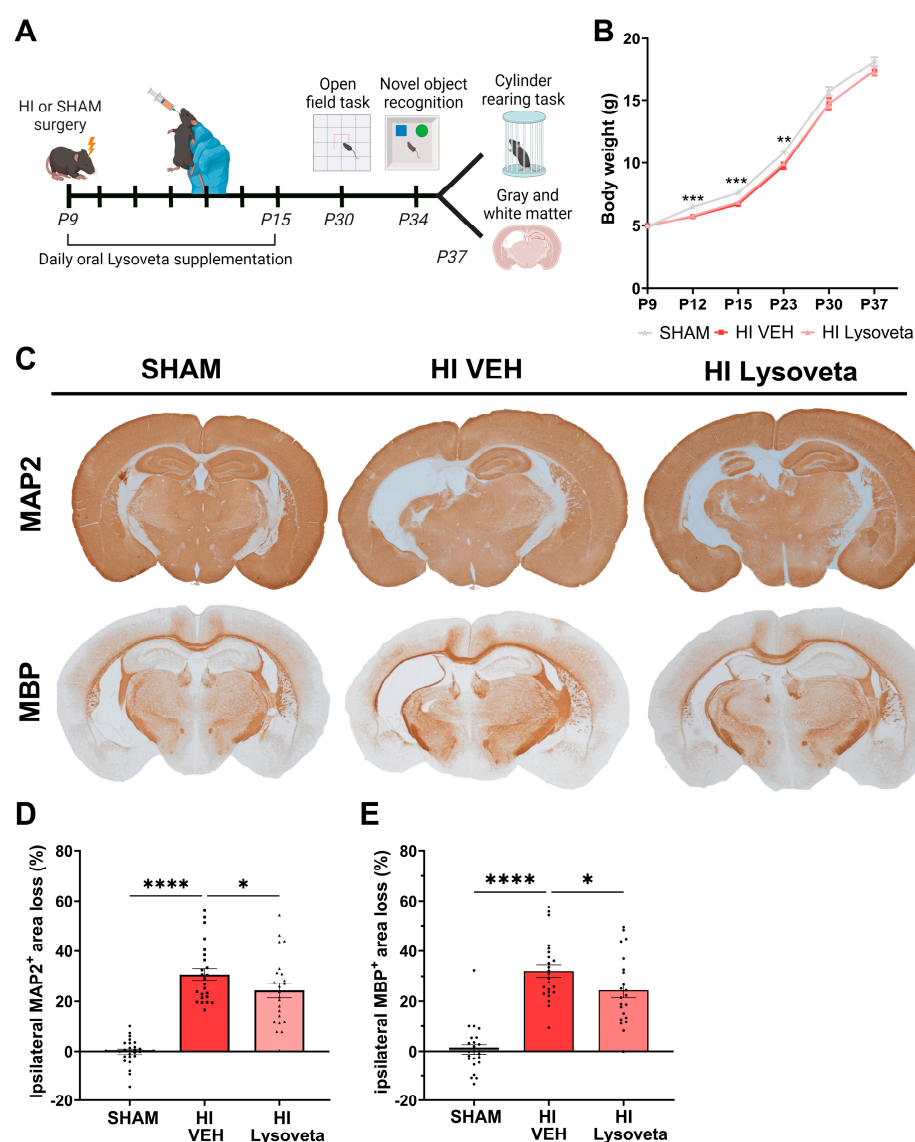 A
HI or SHAM
surgery
Open
field task
Novel object
recognition
Cylinder
rearing task
Gray and
white matter
P9
P15
P30
P34
P37
Daily oral Lysoveta supplementation
B
Body weight (g)
20
15
10
5
0
***
***
**
P9 P12 P15 P23 P30 P37
SHAM HI VEH HI Lysoveta
C
SHAM HI VEH HI Lysoveta
MAP2
MBP
D
Ipsilateral MAP2+ area loss (%)
80
60
40
20
0
-20
**** *
SHAM HI VEH HI Lysoveta
E
ipsilateral MBP+ area loss (%)
80
60
40
20
0
-20
**** *
SHAM HI VEH HI Lysoveta